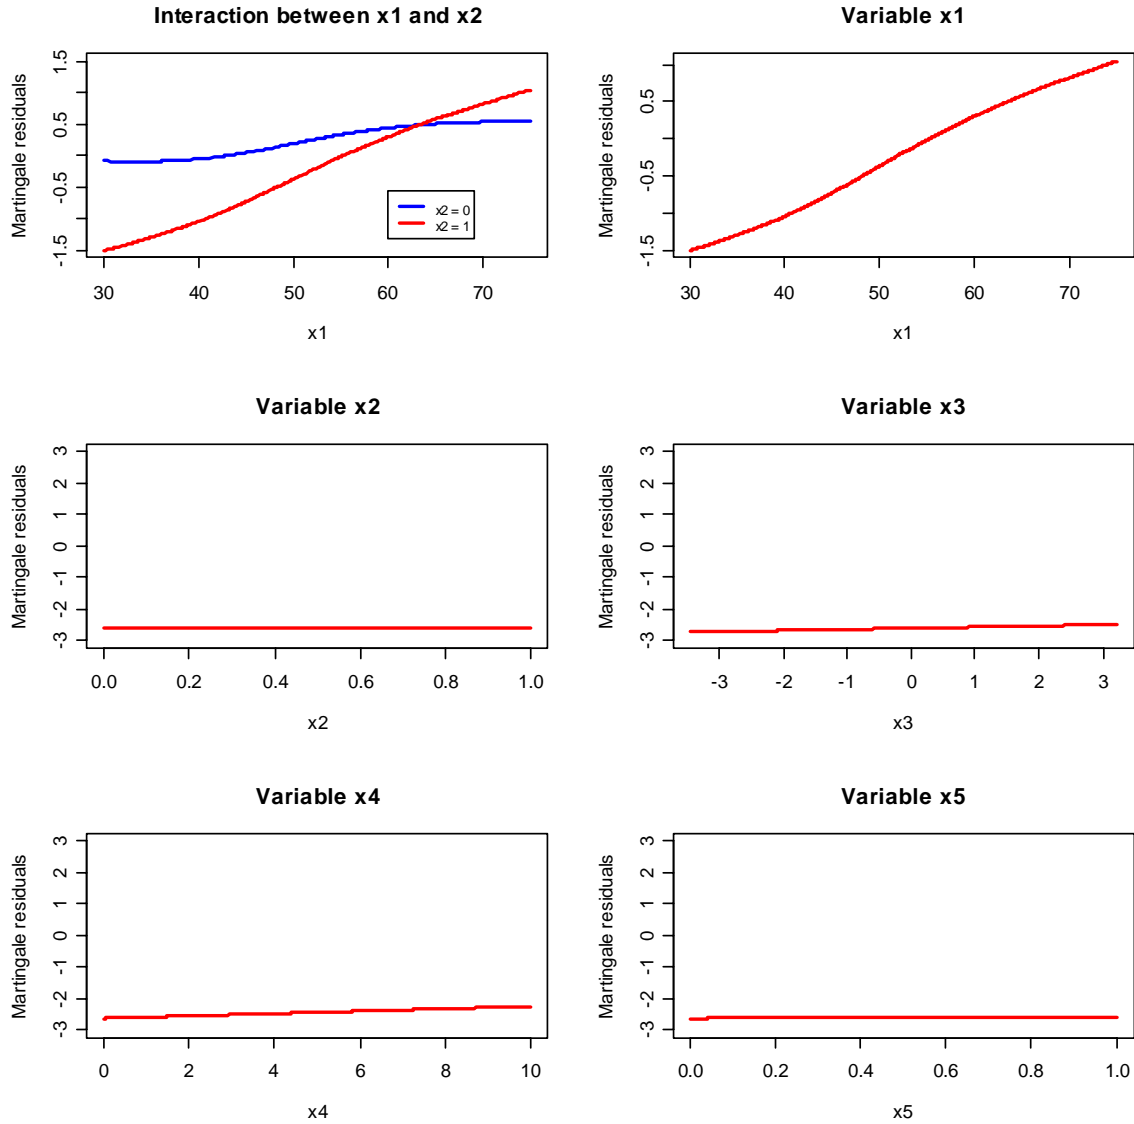 Interaction between x1 and x2
Martingale residuals
1.5
0.5
-0.5
-1.5
x2 = 0
x2 = 1
30 40 50 60 70
x1
Variable x1
Martingale residuals
0.5
-0.5
-1.5
30 40 50 60 70
x1
Variable x2
Martingale residuals
3
2
1
0
-1
-2
-3
0.0 0.2 0.4 0.6 0.8 1.0
x2
Variable x3
Martingale residuals
3
2
1
0
-1
-2
-3
-3 -2 -1 0 1 2 3
x3
Variable x4
Martingale residuals
3
2
1
0
-1
-2
-3
0 2 4 6 8 10
x4
Variable x5
Martingale residuals
3
2
1
0
-1
-2
-3
0.0 0.2 0.4 0.6 0.8 1.0
x5